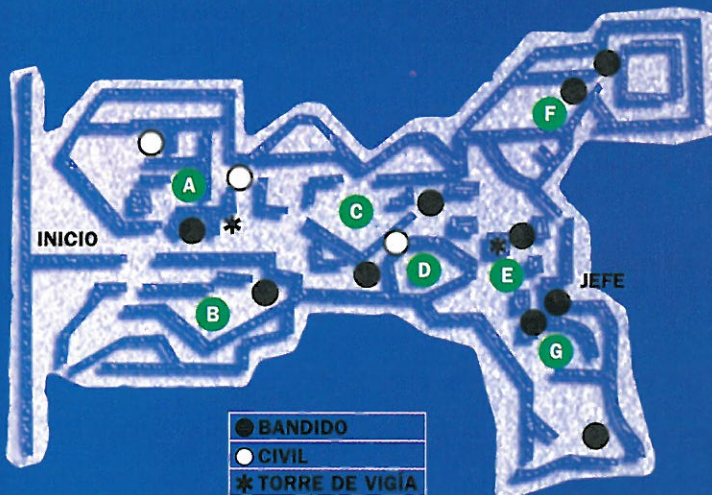 F
A
C
INICIO
D
E
JEFE
B
G
BANDIDO
CIVIL
TORRE DE VIGÍA